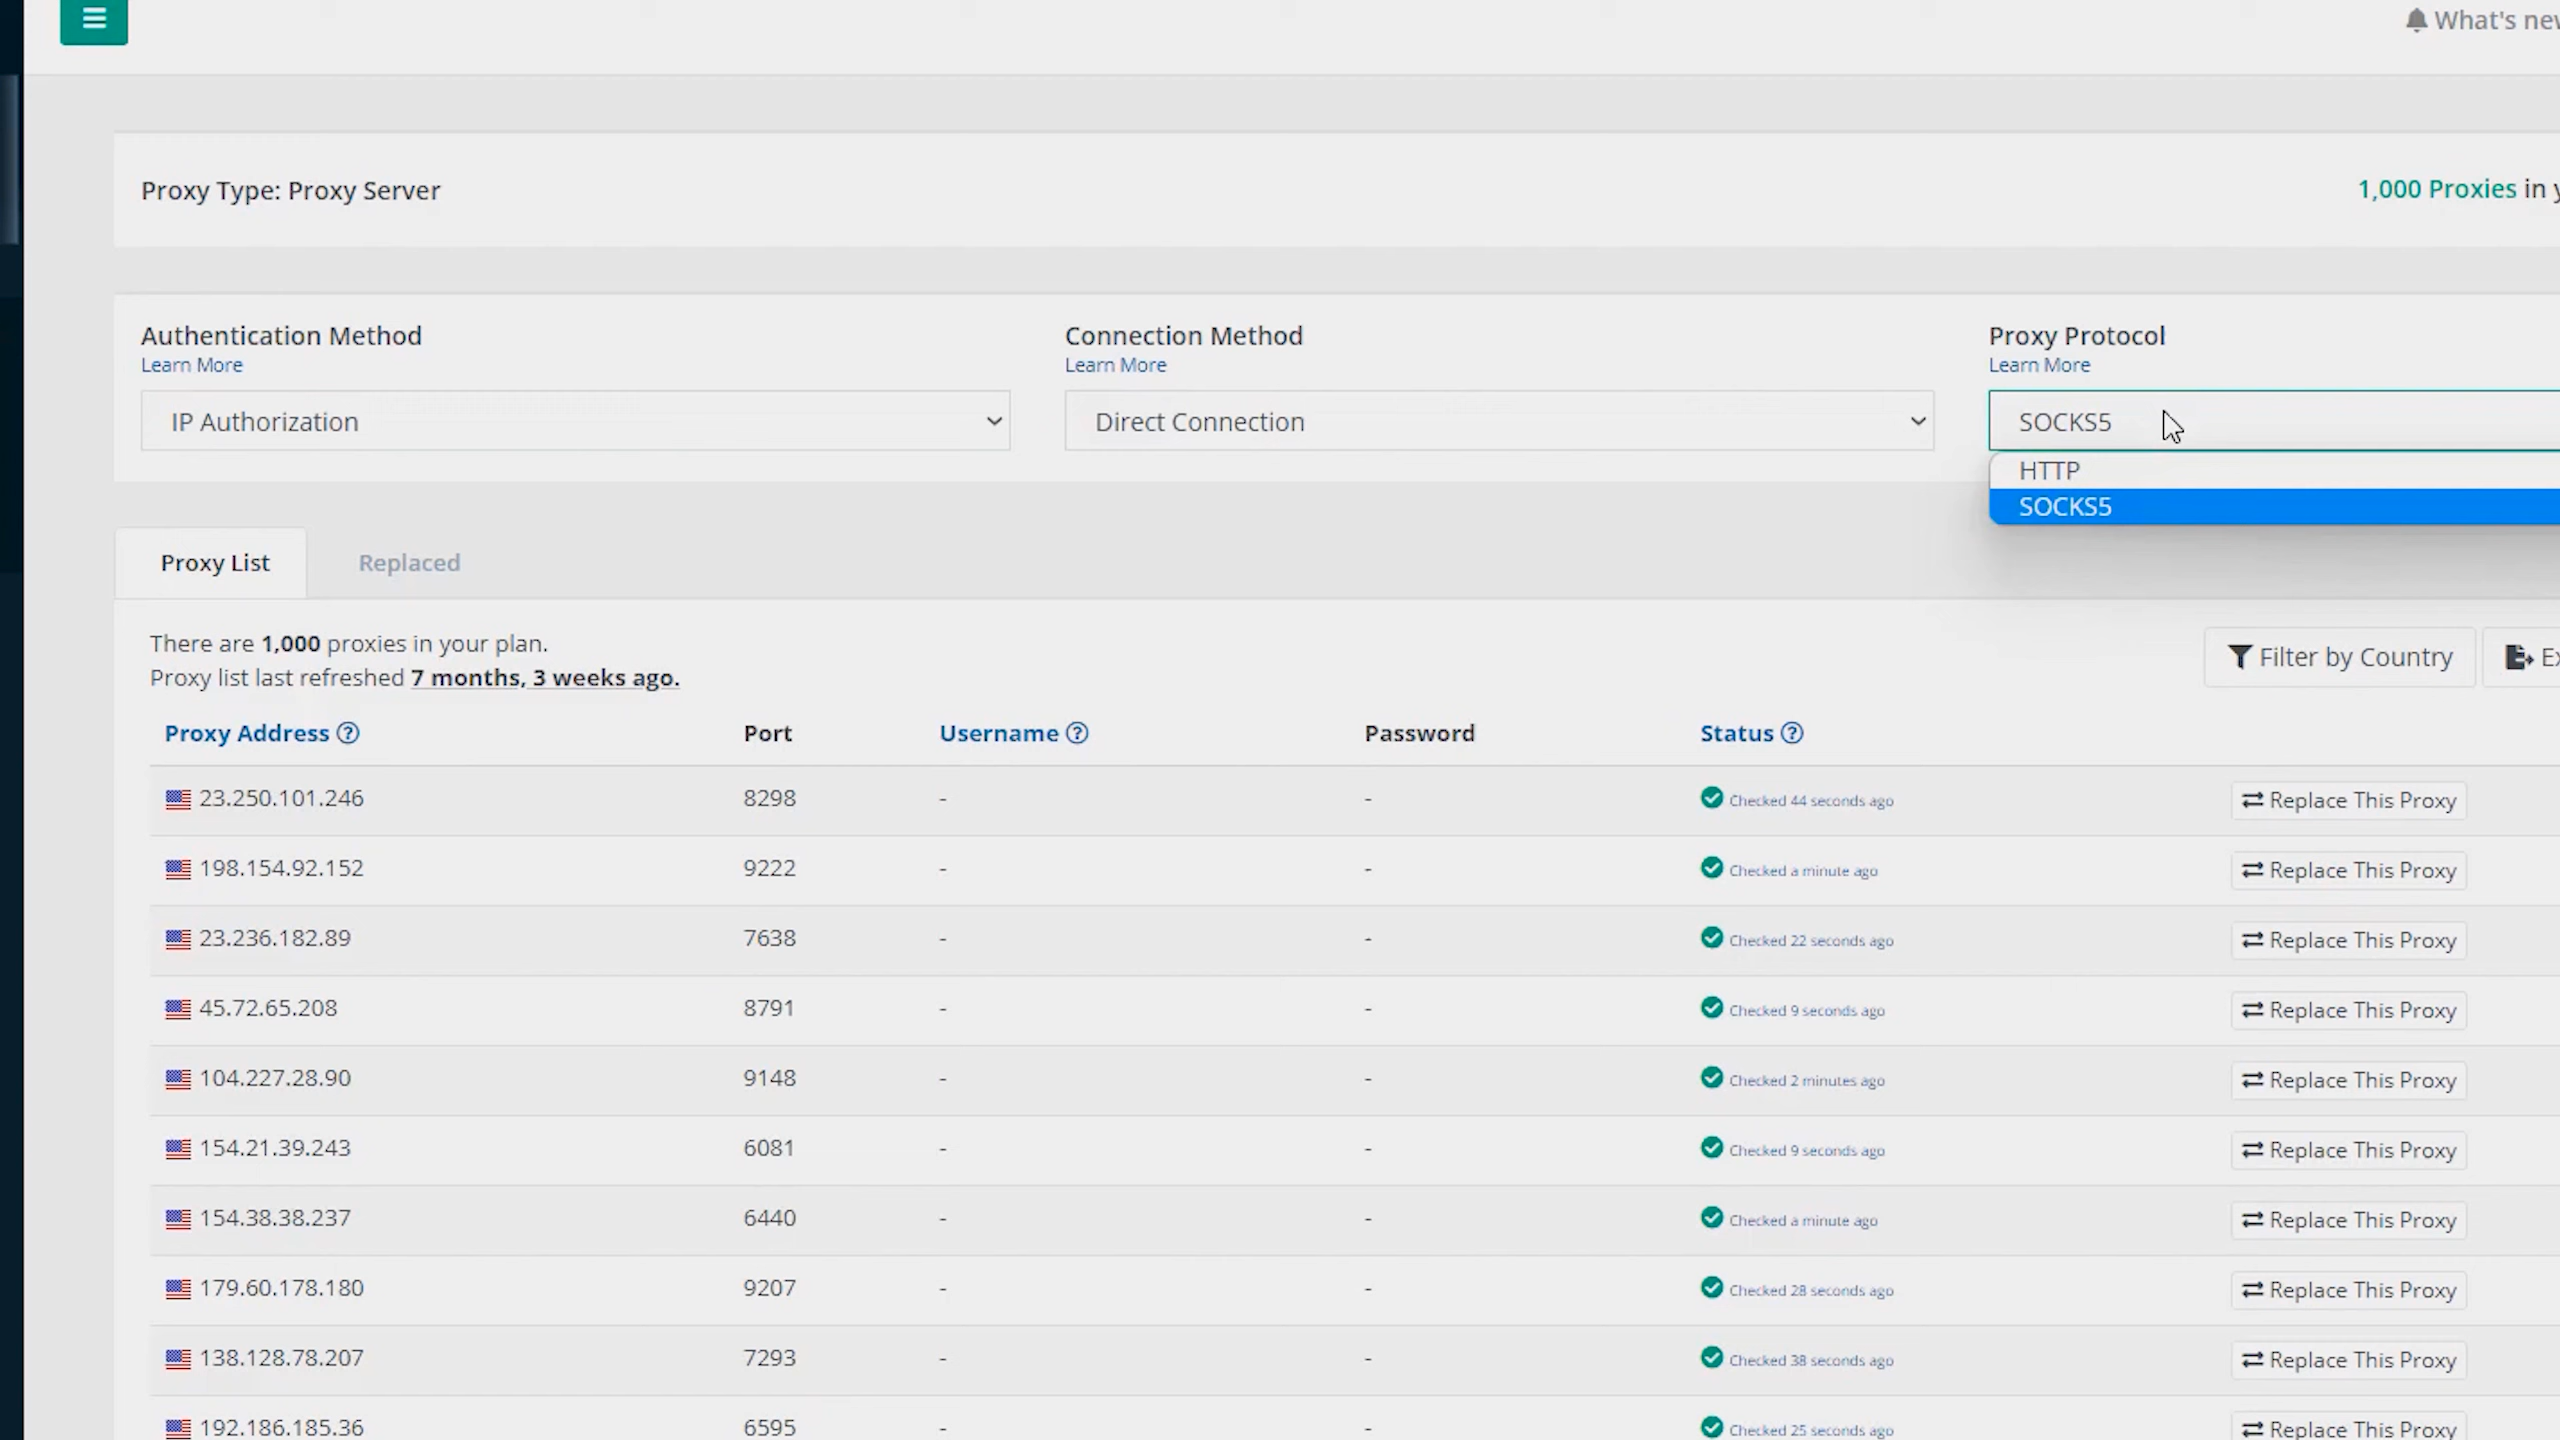 What's new
Proxy Type: Proxy Server
1,000 Proxies in y
Authentication Method
Learn More
IP Authorization
Connection Method
Learn More
Direct Connection
Proxy Protocol
Learn More
SOCKS5
HTTP
SOCKS5
Proxy List
Replaced
There are 1,000 proxies in your plan.
Proxy list last refreshed 7 months, 3 weeks ago.
Filter by Country
Ex
Proxy Address ? Port Username ? Password Status ?
23.250.101.246 8298 - - Checked 44 seconds ago Replace This Proxy
198.154.92.152 9222 - - Checked a minute ago Replace This Proxy
23.236.182.89 7638 - - Checked 22 seconds ago Replace This Proxy
45.72.65.208 8791 - - Checked 9 seconds ago Replace This Proxy
104.227.28.90 9148 - - Checked 2 minutes ago Replace This Proxy
154.21.39.243 6081 - - Checked 9 seconds ago Replace This Proxy
154.38.38.237 6440 - - Checked a minute ago Replace This Proxy
179.60.178.180 9207 - - Checked 28 seconds ago Replace This Proxy
138.128.78.207 7293 - - Checked 38 seconds ago Replace This Proxy
192.186.185.36 6595 - - Checked 25 seconds ago Replace This Proxy